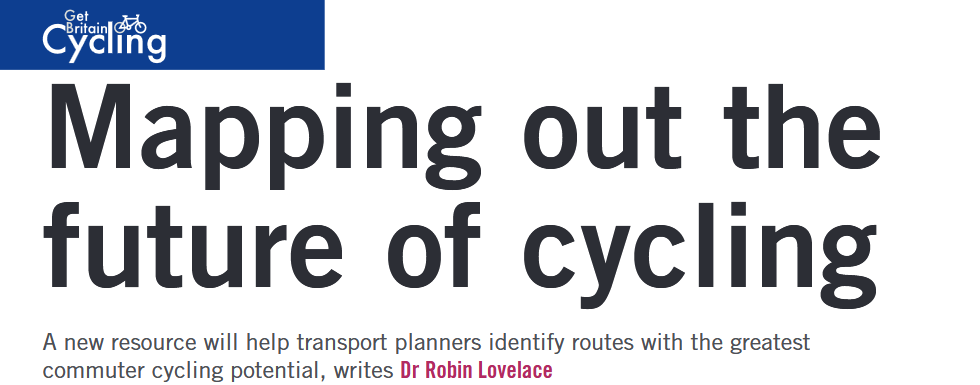 Get
Britain
Cycling
Mapping out the
future of cycling
A new resource will help transport planners identify routes with the greatest
commuter cycling potential, writes Dr Robin Lovelace